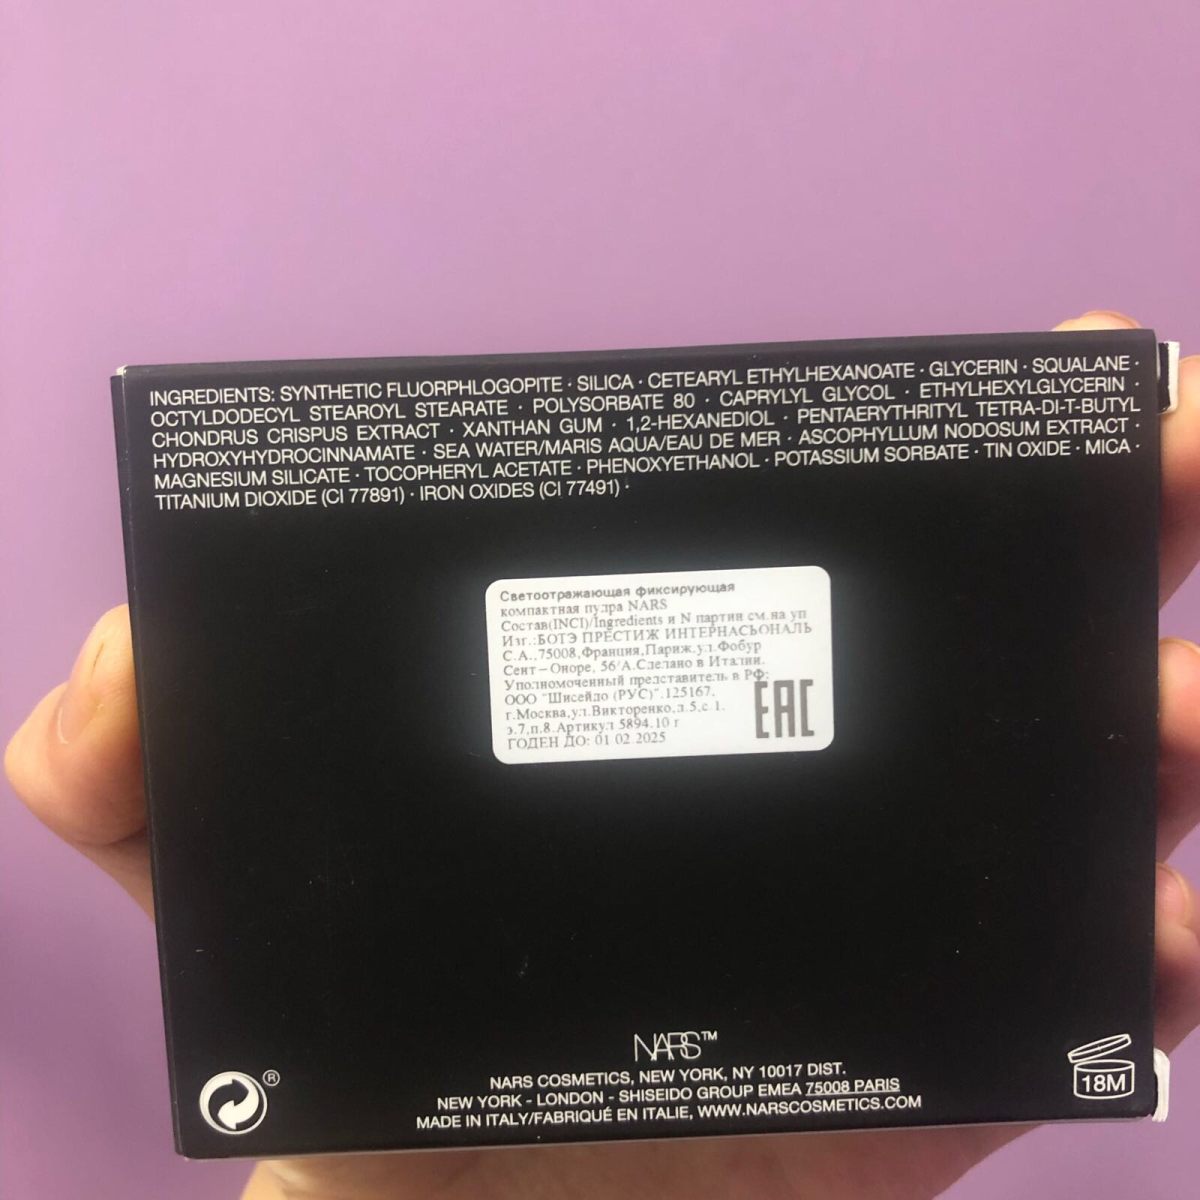 INGREDIENTS: SYNTHETIC FLUORPHLOGOPITE · SILICA · CETEARYL ETHYLHEXANOATE · GLYCERIN · SQUALANE ·
OCTYLDODECYL STEAROYL STEARATE · POLYSORBATE 80 · CAPRYLYL GLYCOL · ETHYLHEXYLGLYCERIN ·
CHONDRUS CRISPUS EXTRACT · XANTHAN GUM · 1,2-HEXANEDIOL · PENTAERYTHRITYL TETRA-DI-T-BUTYL
HYDROXYHYDROCINNAMATE · SEA WATER/MARIS AQUA/EAU DE MER · ASCOPHYLLUM NODOSUM EXTRACT ·
MAGNESIUM SILICATE · TOCOPHERYL ACETATE · PHENOXYETHANOL · POTASSIUM SORBATE · TIN OXIDE · MICA ·
TITANIUM DIOXIDE (CI 77891) · IRON OXIDES (CI 77491) ·
Светоотражающая фиксирующая
компактная пудра NARS
Состав(INCI)/Ingredients и N партии см.на уп
Изг.:БОТЭ ПРЕСТИЖ ИНТЕРНАСЬОНАЛЬ
С.А.,75008,Франция,Париж,ул.Фобур
Сент-Оноре, 56/А.Сделано в Италии.
Уполномоченный представитель в РФ:
ООО "Шисейдо (РУС)".125167,
г.Москва,ул.Викторенко,д.5,с 1,
э.7,п.8.Артикул 5894.10 г
ГОДЕН ДО: 01 02 2025
EAC
NARS™
NARS COSMETICS, NEW YORK, NY 10017 DIST.
NEW YORK - LONDON - SHISEIDO GROUP EMEA 75008 PARIS
MADE IN ITALY/FABRIQUÉ EN ITALIE, WWW.NARSCOSMETICS.COM
®
18M